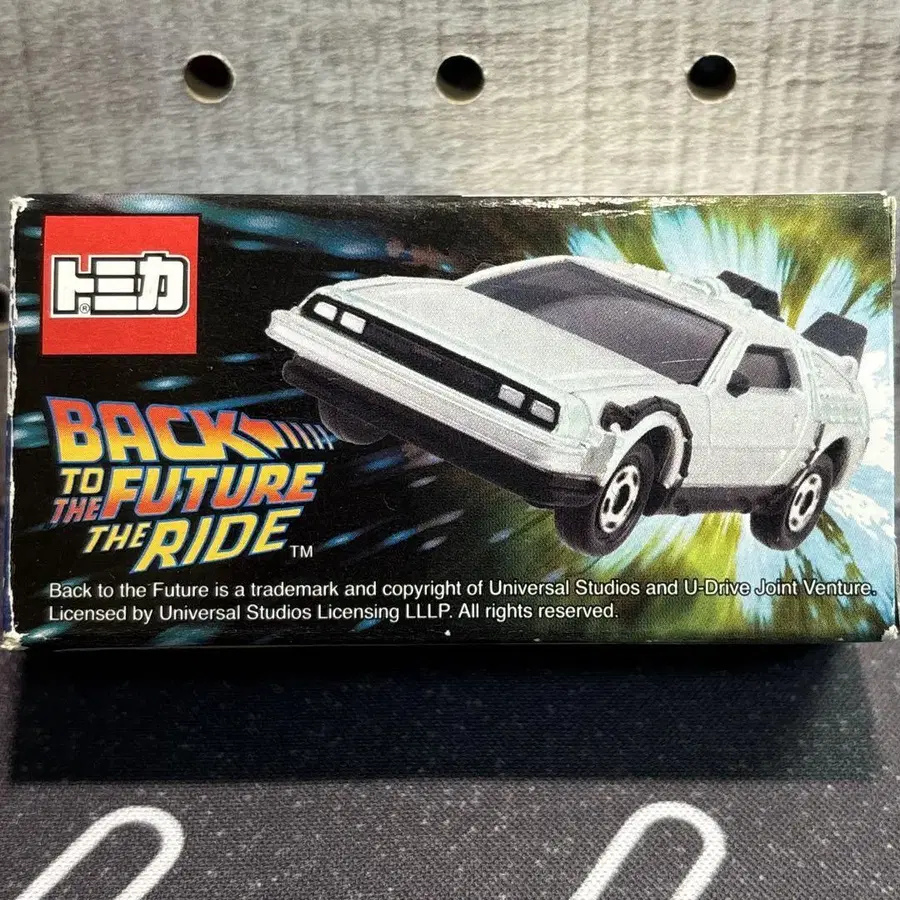 トミカ
®
BACK
TO THE FUTURE
THE RIDE TM
Back to the Future is a trademark and copyright of Universal Studios and U-Drive Joint Venture.
Licensed by Universal Studios Licensing LLLP. All rights reserved.